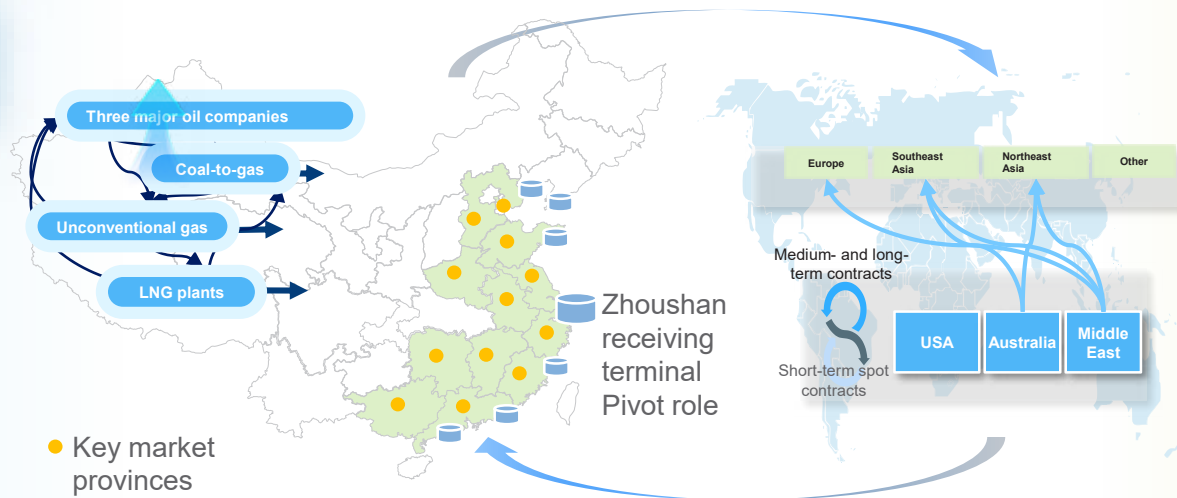 Three major oil companies
Coal-to-gas
Unconventional gas
LNG plants
Key market
provinces
Zhoushan
receiving
terminal
Pivot role
Europe
Southeast
Asia
Northeast
Asia
Other
Medium- and long-
term contracts
Short-term spot
contracts
USA
Australia
Middle
East